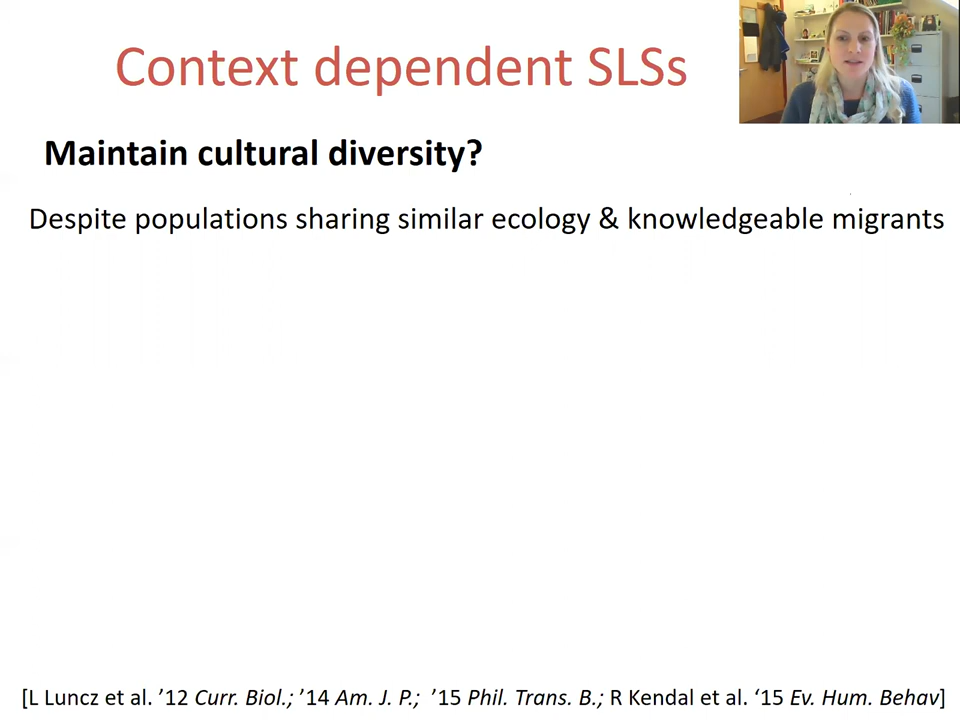 Context dependent SLSs
Maintain cultural diversity?
Despite populations sharing similar ecology & knowledgeable migrants
[L Luncz et al. ’12 Curr. Biol.; ’14 Am. J. P.;  ’15 Phil. Trans. B.; R Kendal et al. ‘15 Ev. Hum. Behav]